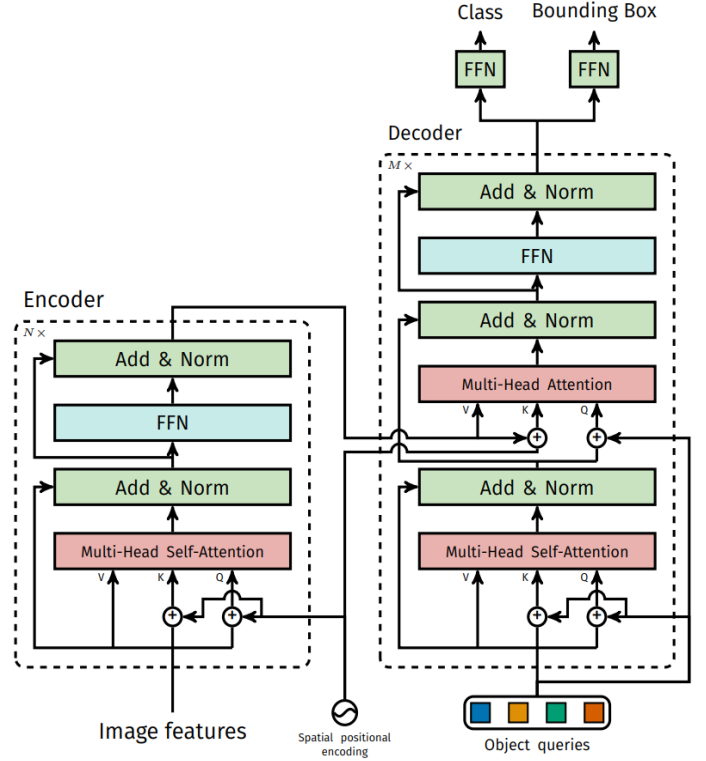 Class
Bounding Box
FFN
FFN
Decoder
M×
Add & Norm
FFN
Add & Norm
Multi-Head Attention
V
K
Q
Add & Norm
Multi-Head Self-Attention
V
K
Q
Object queries
Encoder
N×
Add & Norm
FFN
Add & Norm
Multi-Head Self-Attention
V
K
Q
Image features
Spatial positional
encoding